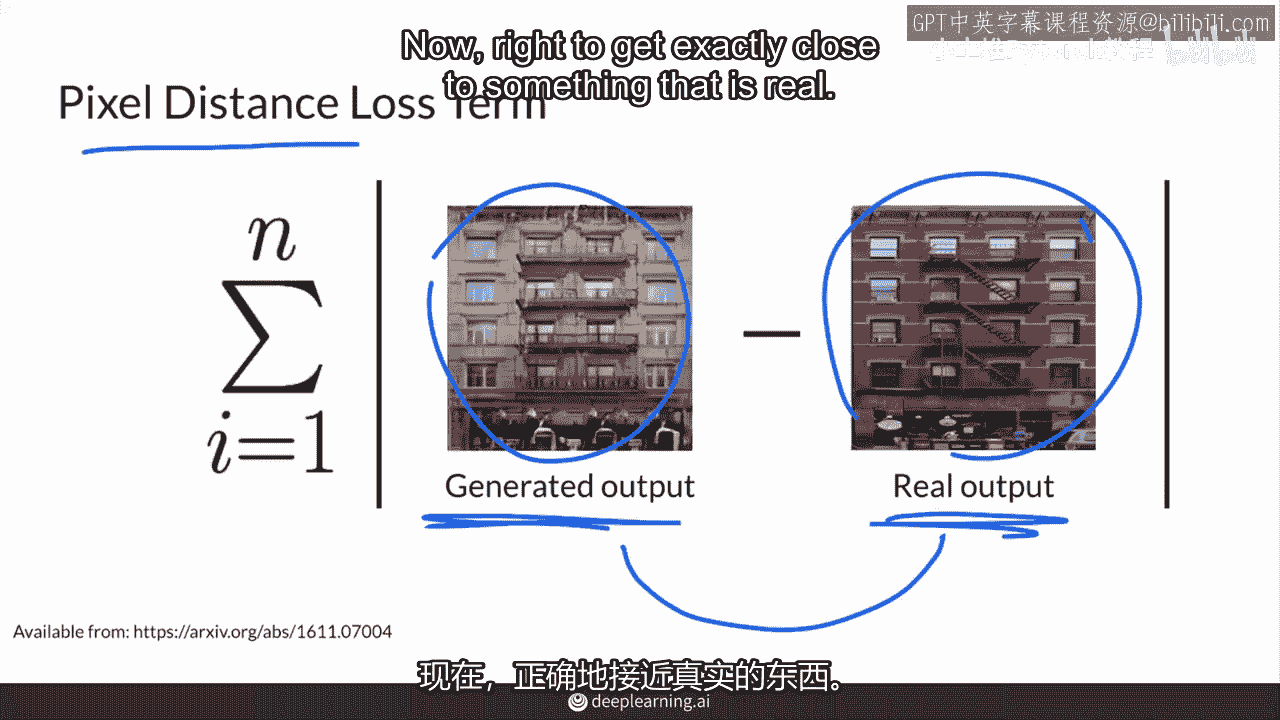 GPT中英字幕课程资源@bilibili.com
Now, right to get exactly close
to something that is real.
Pixel Distance Loss Term
n
∑
i=1
|
−
|
Generated output
Real output
Available from: https://arxiv.org/abs/1611.07004
现在，正确地接近真实的东西。
deeplearning.ai